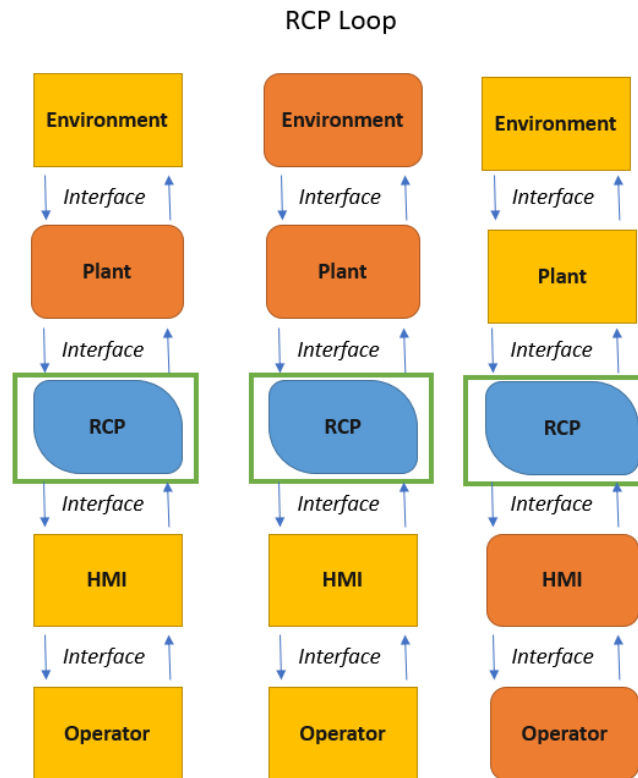 RCP Loop
Environment
Environment
Environment
Interface
Interface
Interface
Plant
Plant
Plant
Interface
Interface
Interface
RCP
RCP
RCP
Interface
Interface
Interface
HMI
HMI
HMI
Interface
Interface
Interface
Operator
Operator
Operator